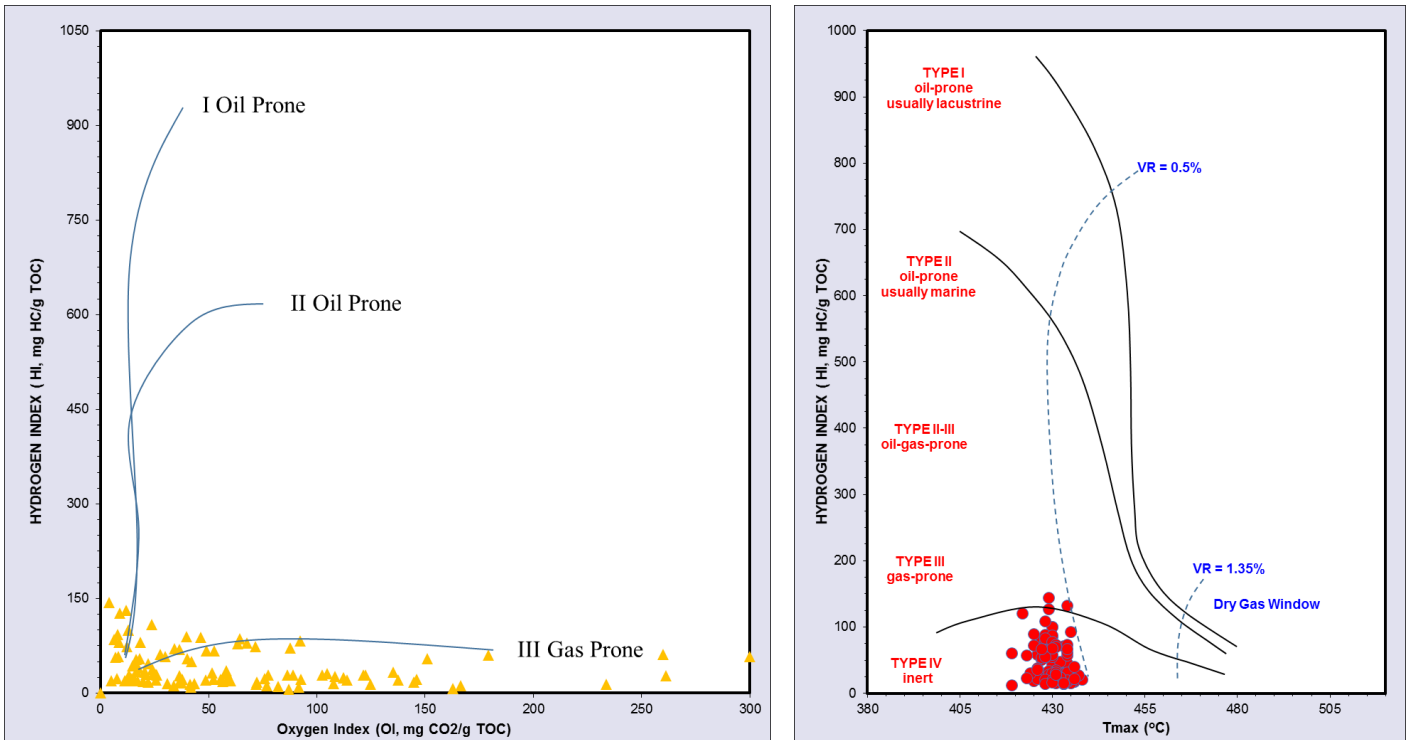 1050
900
750
600
450
300
150
0
HYDROGEN INDEX ( HI, mg HC/g TOC)
I Oil Prone
II Oil Prone
III Gas Prone
0
50
100
150
200
250
300
Oxygen Index (OI, mg CO2/g TOC)
1000
900
800
700
600
500
400
300
200
100
0
HYDROGEN INDEX ( HI, mg HC/g TOC)
TYPE I
oil-prone
usually lacustrine
VR = 0.5%
TYPE II
oil-prone
usually marine
TYPE II-III
oil-gas-prone
TYPE III
gas-prone
VR = 1.35%
Dry Gas Window
TYPE IV
inert
380
405
430
455
480
505
Tmax (oC)